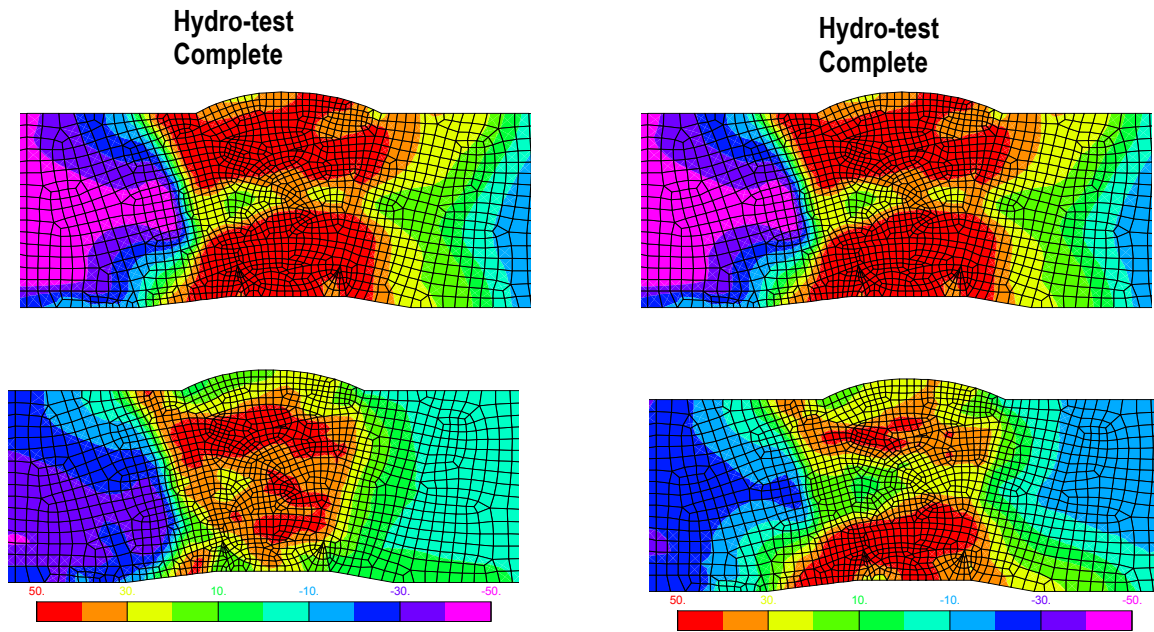 Hydro-test
Complete
Hydro-test
Complete
50. 30. 10. -10. -30. -50.
50. 30. 10. -10. -30. -50.